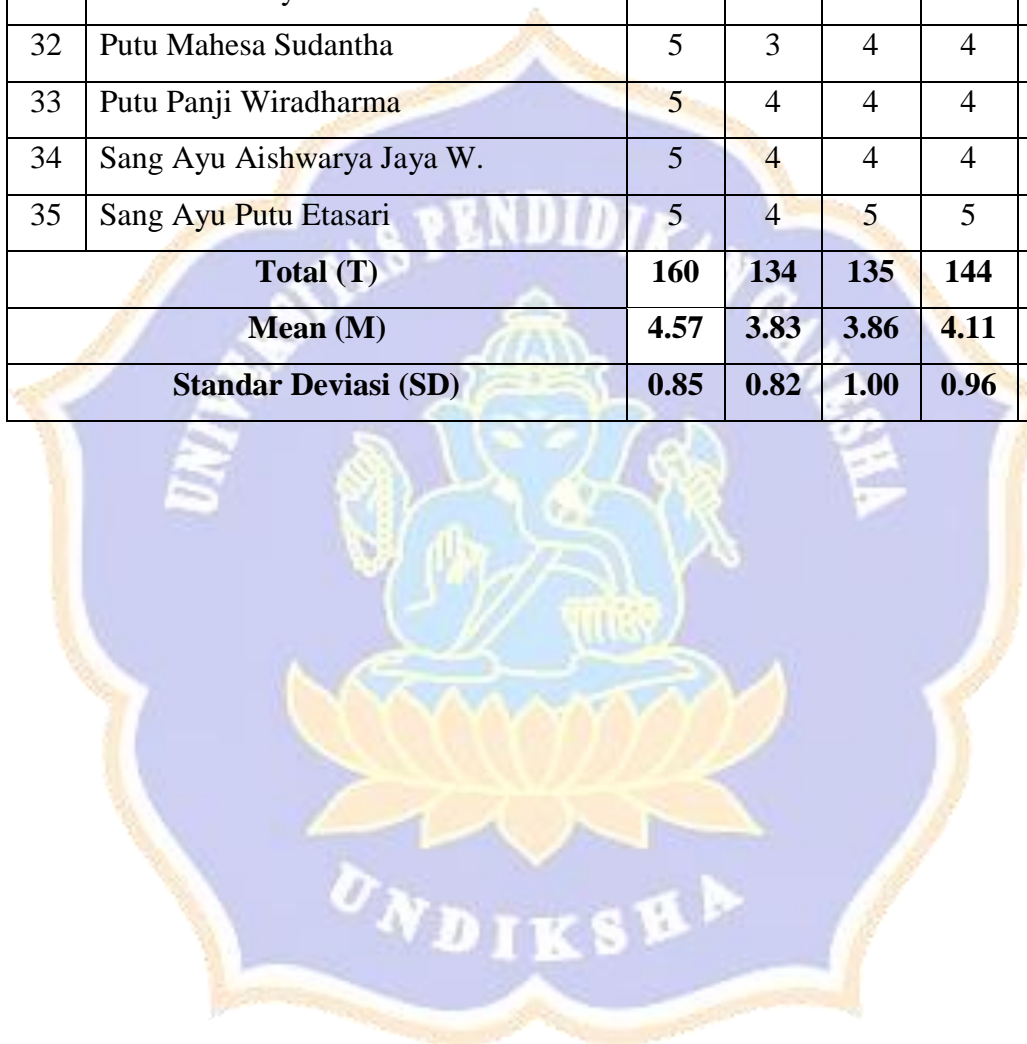 32 Putu Mahesa Sudantha 5 3 4 4
33 Putu Panji Wiradharma 5 4 4 4
34 Sang Ayu Aishwarya Jaya W. 5 4 4 4
35 Sang Ayu Putu Etasari 5 4 5 5
Total (T) 160 134 135 144
Mean (M) 4.57 3.83 3.86 4.11
Standar Deviasi (SD) 0.85 0.82 1.00 0.96
UNIVERSITAS PENDIDIKAN GANESHA
UNDIKSHA